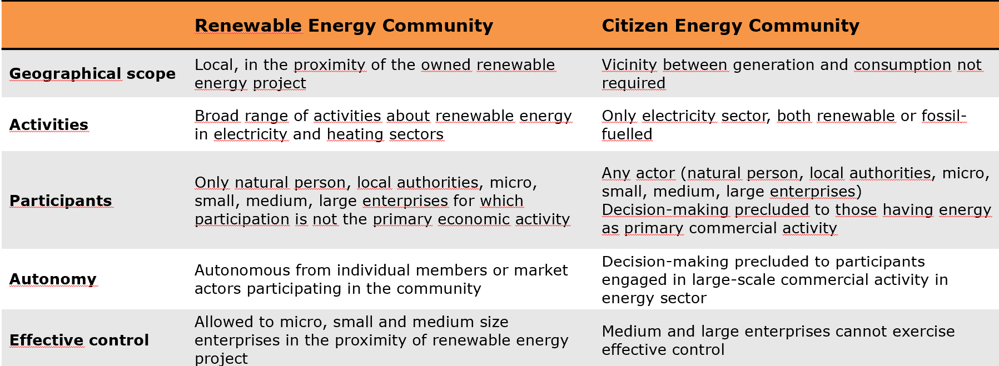 Renewable Energy Community
Citizen Energy Community
Geographical scope
Local, in the proximity of the owned renewable
energy project
Vicinity between generation and consumption not
required
Activities
Broad range of activities about renewable energy
in electricity and heating sectors
Only electricity sector, both renewable or fossil-
fuelled
Participants
Only natural person, local authorities, micro,
small, medium, large enterprises for which
participation is not the primary economic activity
Any actor (natural person, local authorities, micro,
small, medium, large enterprises)
Decision-making precluded to those having energy
as primary commercial activity
Autonomy
Autonomous from individual members or market
actors participating in the community
Decision-making precluded to participants
engaged in large-scale commercial activity in
energy sector
Effective control
Allowed to micro, small and medium size
enterprises in the proximity of renewable energy
project
Medium and large enterprises cannot exercise
effective control